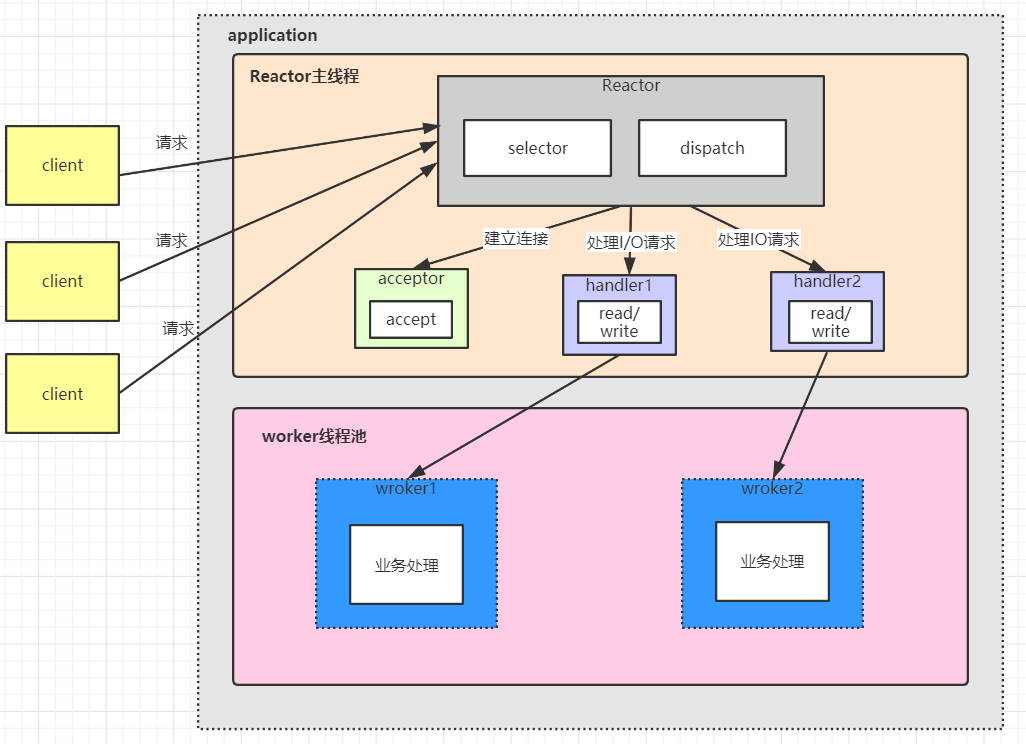 application
Reactor主线程
Reactor
selector
dispatch
client
请求
client
请求
client
请求
建立连接
处理I/O请求
处理IO请求
acceptor
accept
handler1
read/
write
handler2
read/
write
worker线程池
wroker1
业务处理
wroker2
业务处理